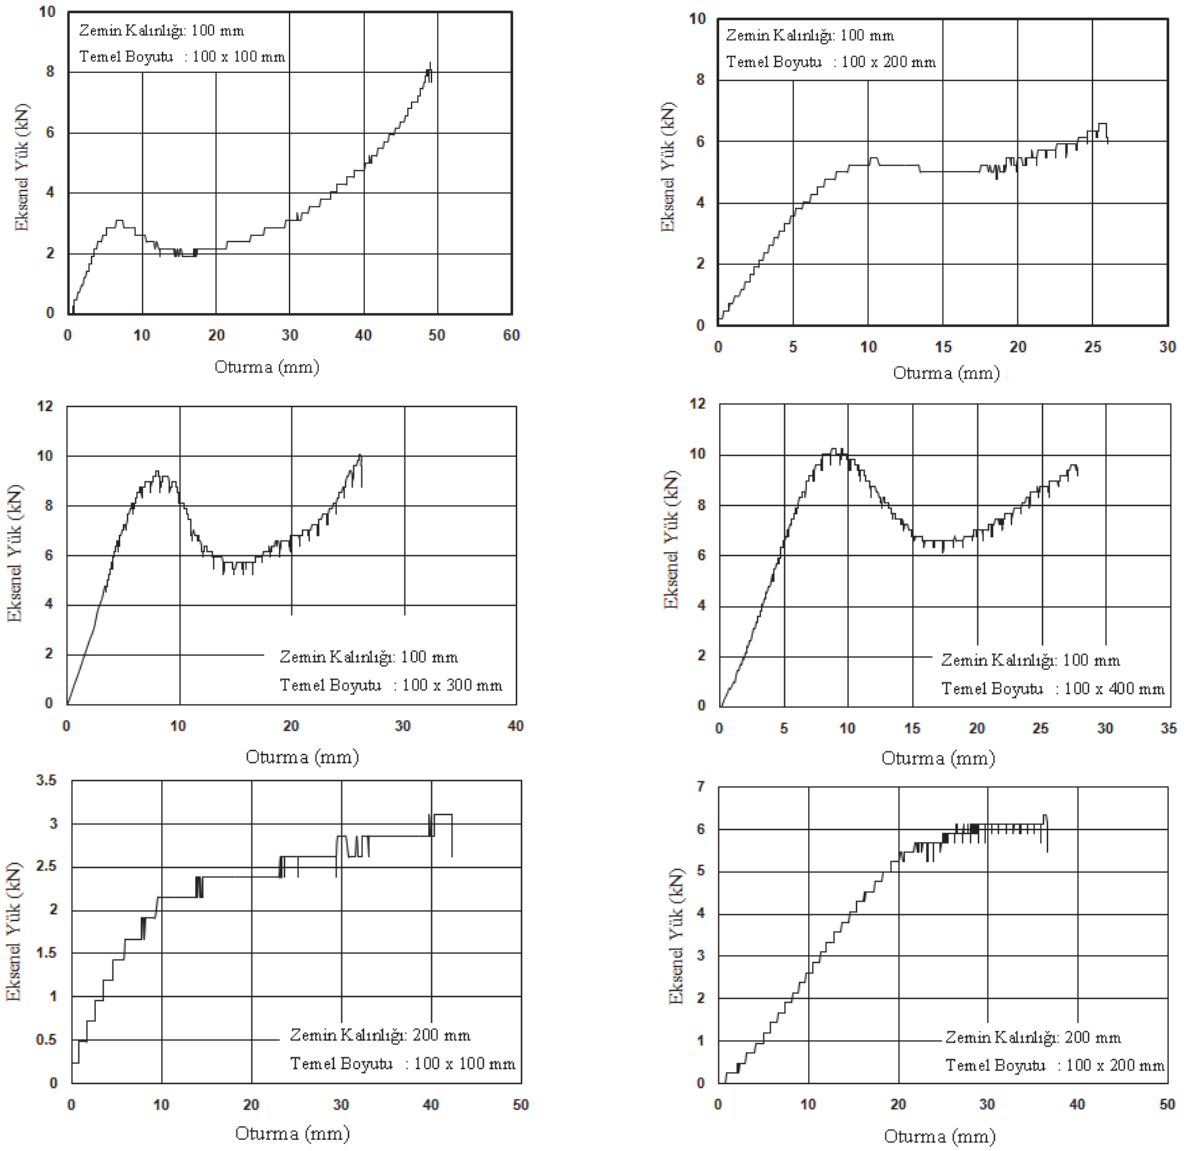 10
8
6
4
2
0
Eksenel Yük (kN)
Zemin Kalınlığı: 100 mm
Temel Boyutu : 100 x 100 mm
0 10 20 30 40 50 60
Oturma (mm)
10
8
6
4
2
0
Eksenel Yük (kN)
Zemin Kalınlığı: 100 mm
Temel Boyutu : 100 x 200 mm
0 5 10 15 20 25 30
Oturma (mm)
12
10
8
6
4
2
0
Eksenel Yük (kN)
Zemin Kalınlığı: 100 mm
Temel Boyutu : 100 x 300 mm
0 10 20 30 40
Oturma (mm)
12
10
8
6
4
2
0
Eksenel Yük (kN)
Zemin Kalınlığı: 100 mm
Temel Boyutu : 100 x 400 mm
0 5 10 15 20 25 30 35
Oturma (mm)
3.5
3
2.5
2
1.5
1
0.5
0
Eksenel Yük (kN)
Zemin Kalınlığı: 200 mm
Temel Boyutu : 100 x 100 mm
0 10 20 30 40 50
Oturma (mm)
7
6
5
4
3
2
1
0
Eksenel Yük (kN)
Zemin Kalınlığı: 200 mm
Temel Boyutu : 100 x 200 mm
0 10 20 30 40 50
Oturma (mm)